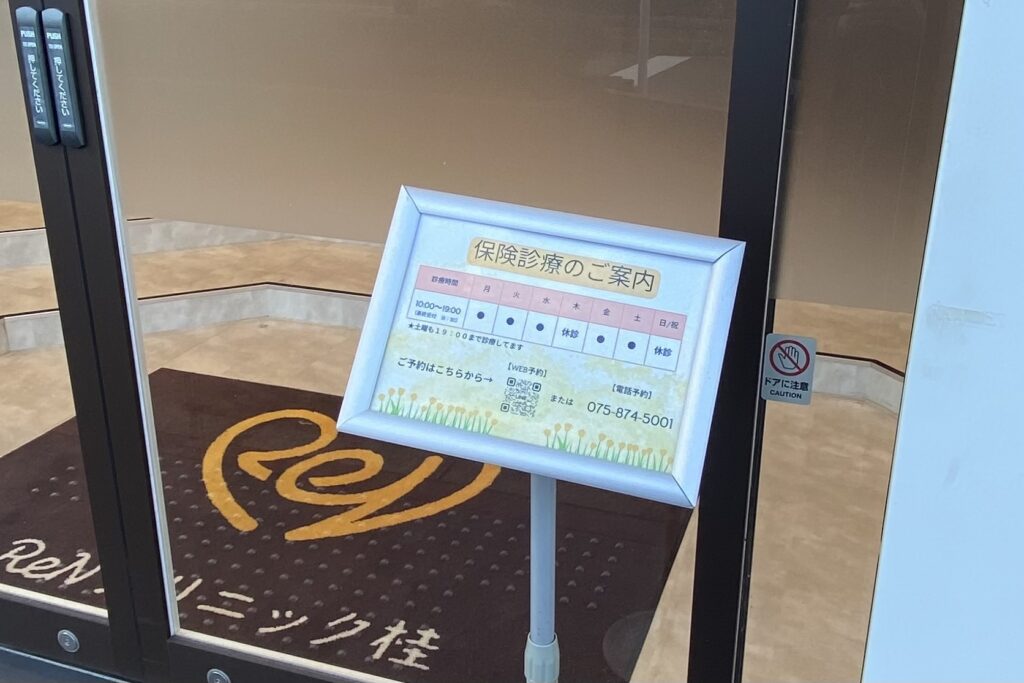 PUSH
押してください
PUSH
押してください
保険診療のご案内
診療時間 月 火 水 木 金 土 日/祝
10:00〜19:00 ● ● ● 休診 ● ● 休診
★土曜も19:00まで診療してます
ご予約はこちらから→
【WEB予約】
または
【電話予約】
075-874-5001
ドアに注意
CAUTION
ReN
ReNクリニック桂